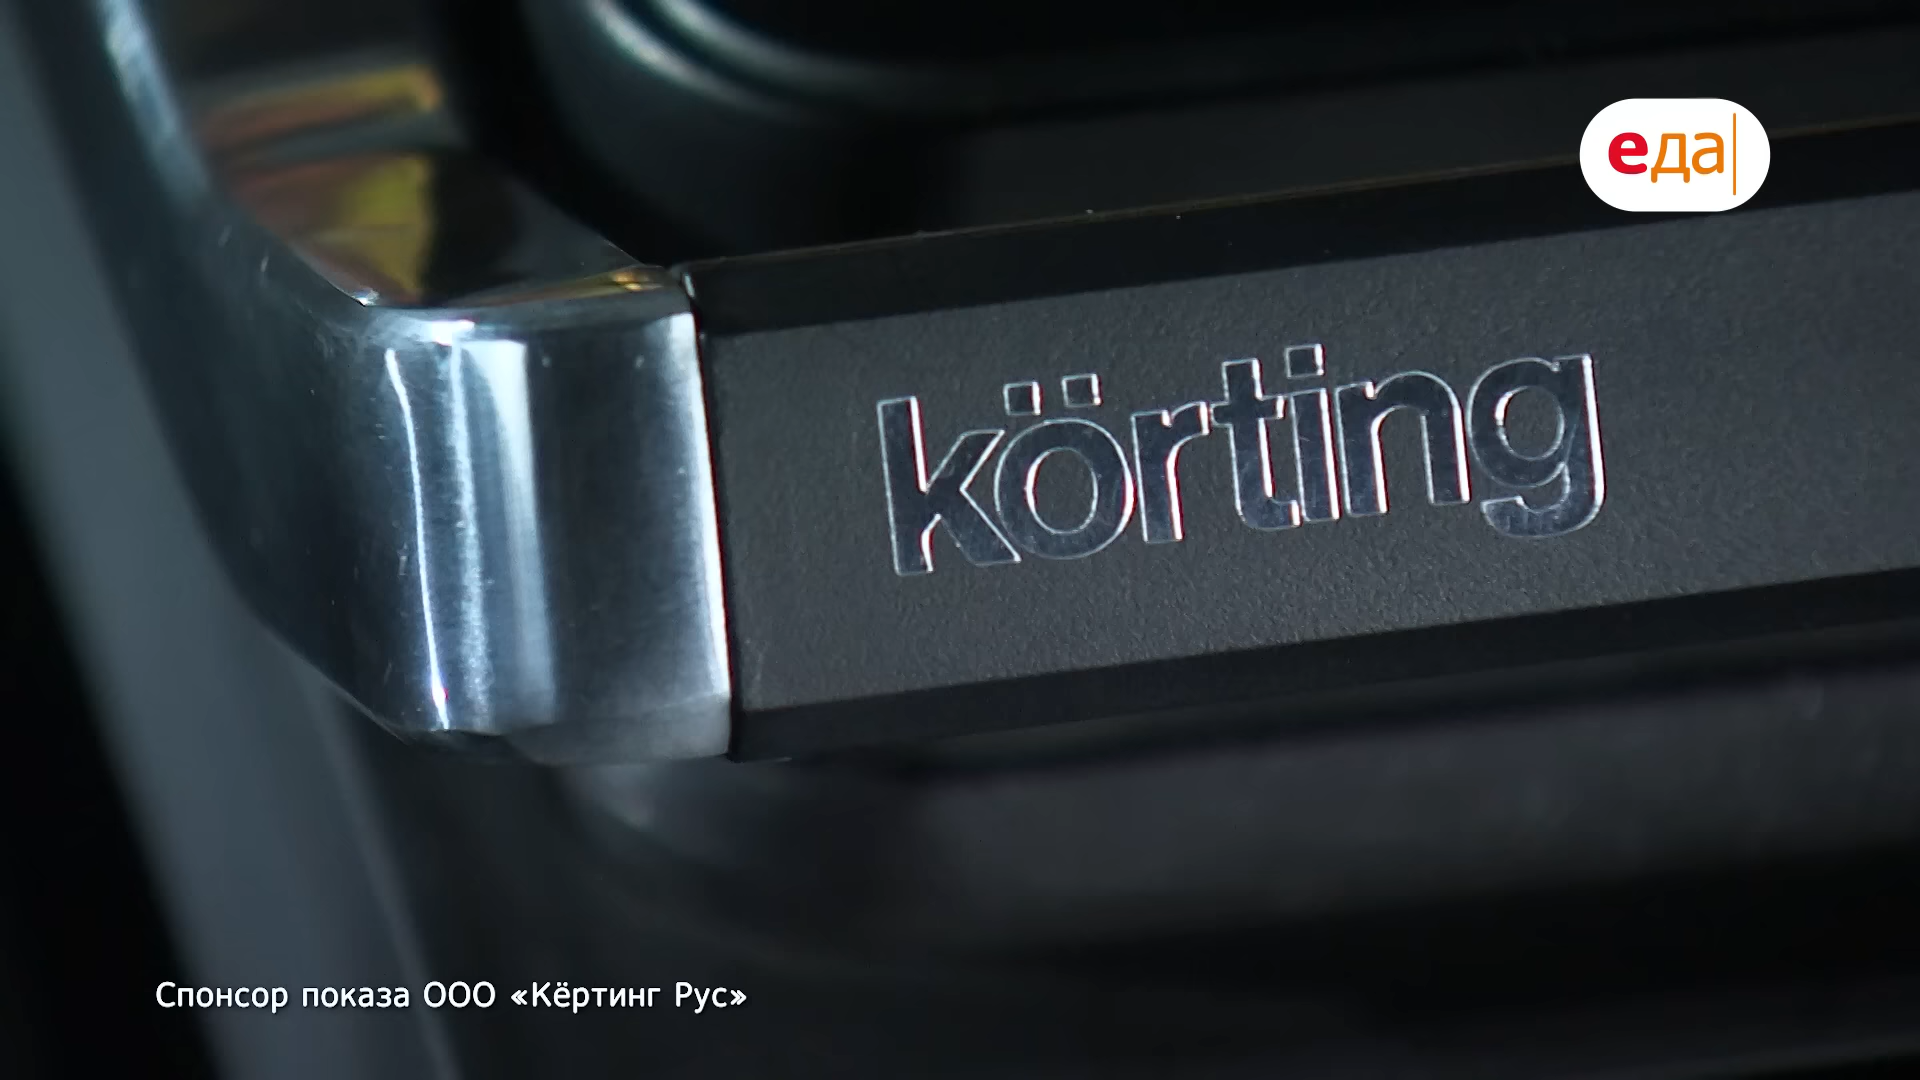 еда
körting
Спонсор показа ООО «Кёртинг Рус»